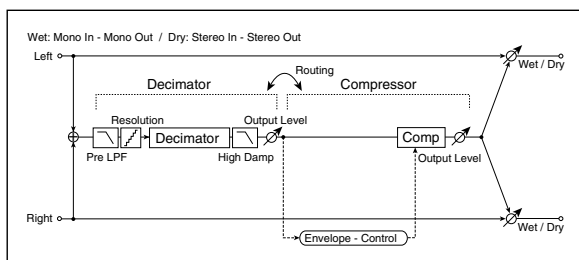 Wet: Mono In - Mono Out / Dry: Stereo In - Stereo Out
Left
Wet / Dry
Routing
Decimator
Compressor
Resolution
Output Level
Decimator
Comp
Pre LPF
High Damp
Output Level
Right
Wet / Dry
Envelope - Control